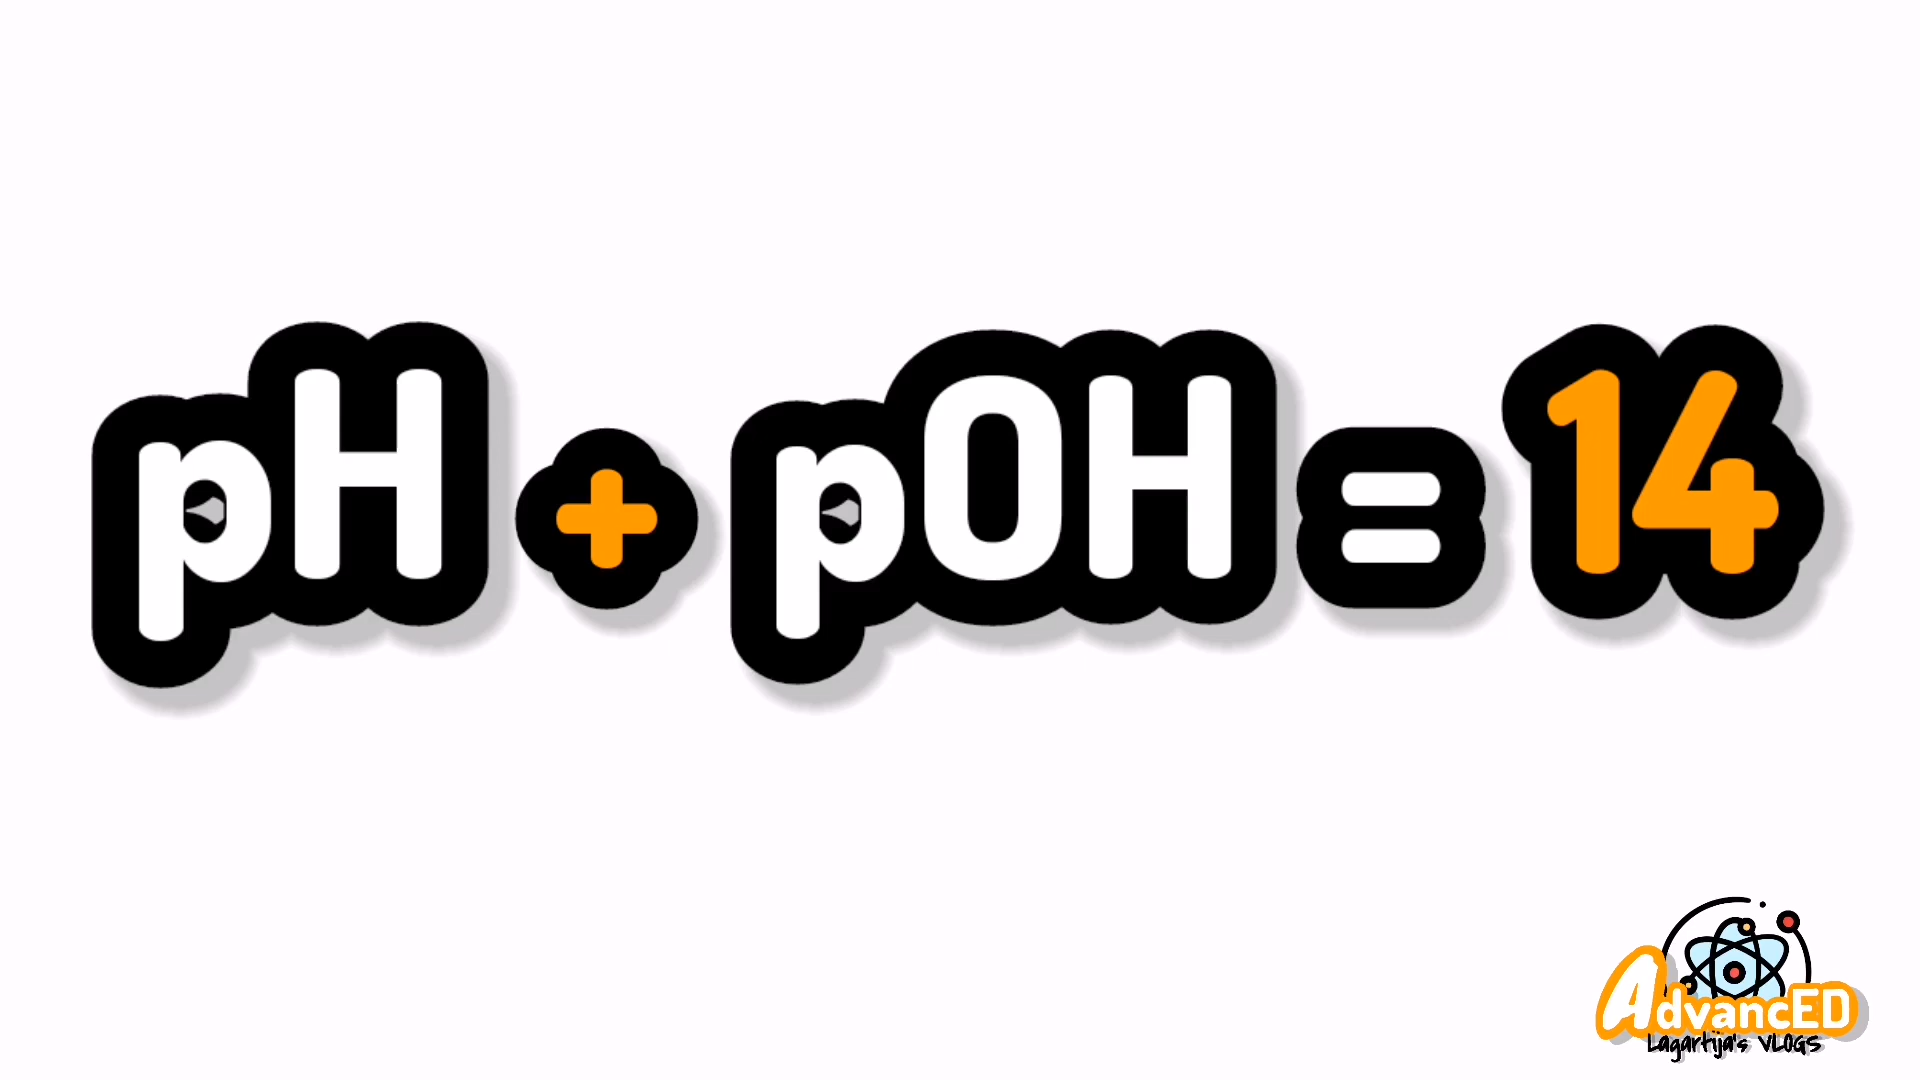 pH + pOH = 14
AdvancED
Lagartija's VLOGS